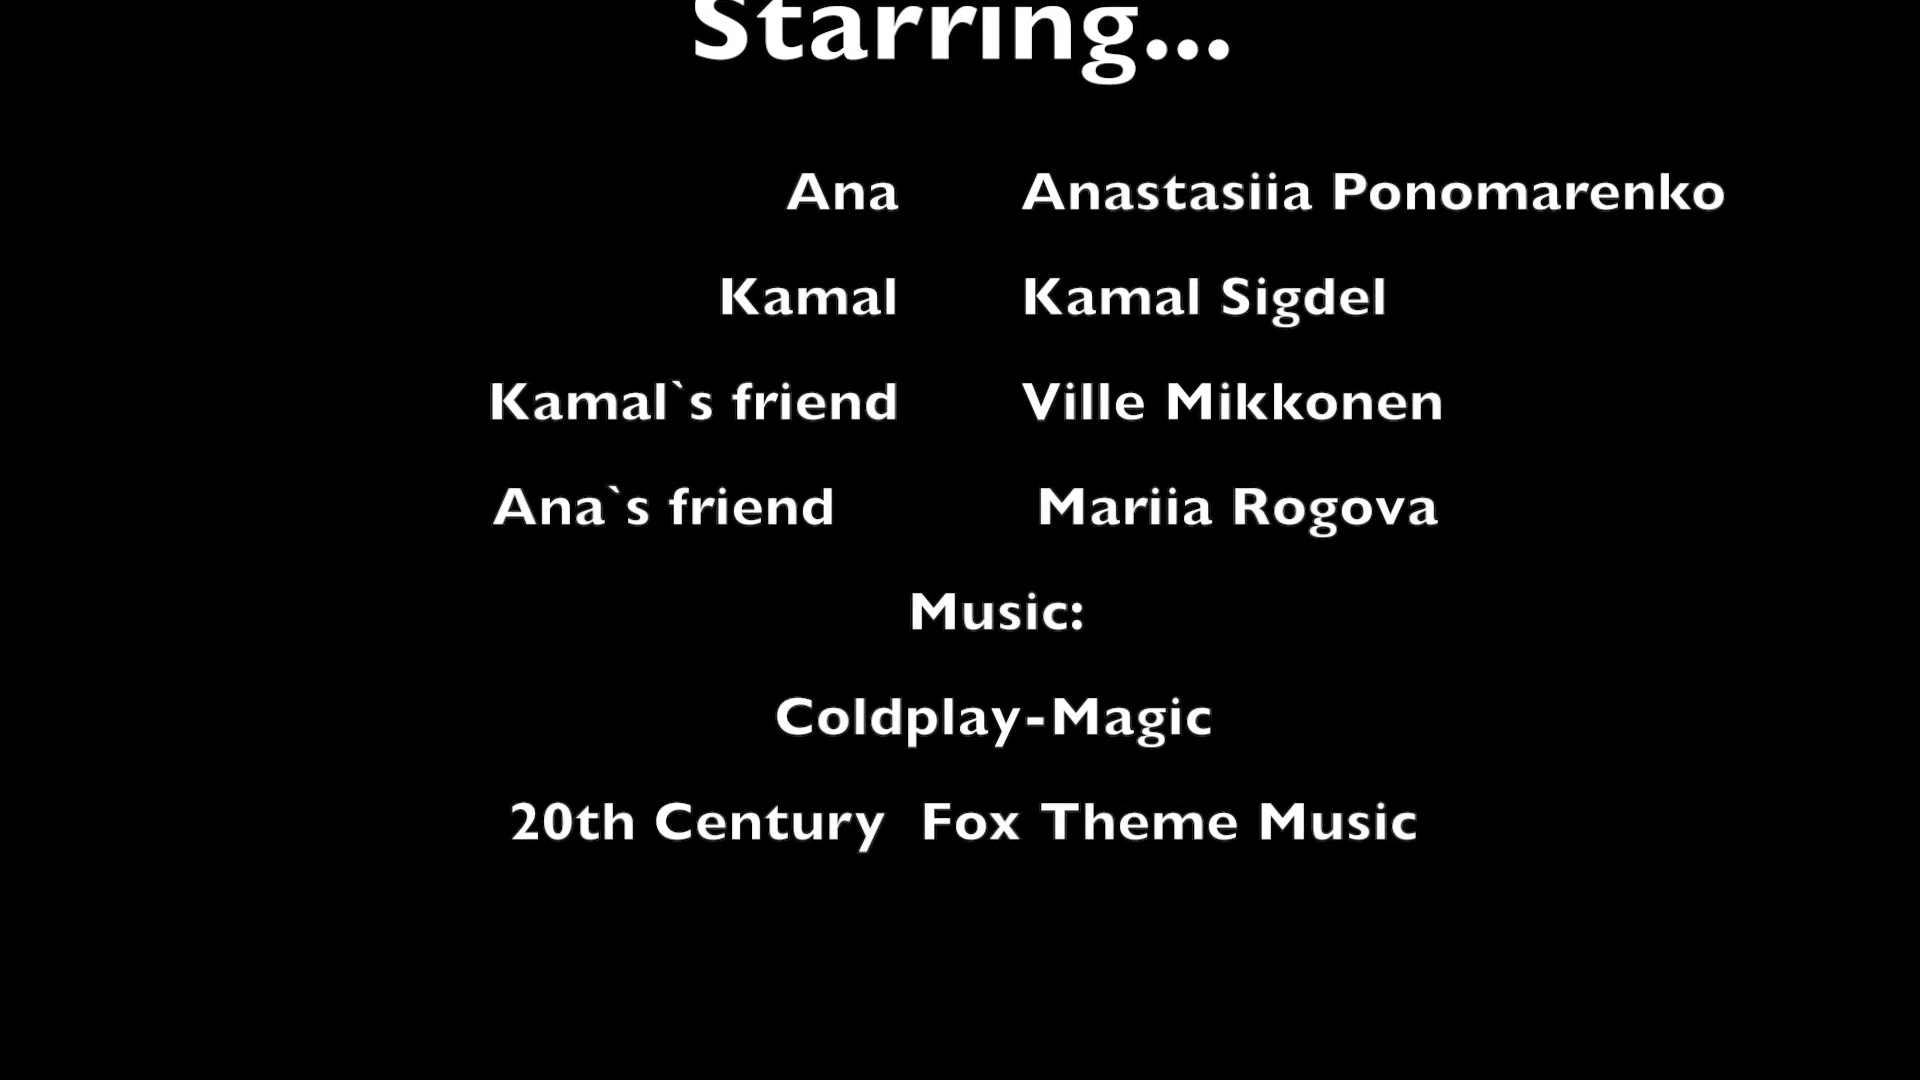 Starring...
Ana Anastasiia Ponomarenko
Kamal Kamal Sigdel
Kamal`s friend Ville Mikkonen
Ana`s friend Mariia Rogova
Music:
Coldplay-Magic
20th Century Fox Theme Music